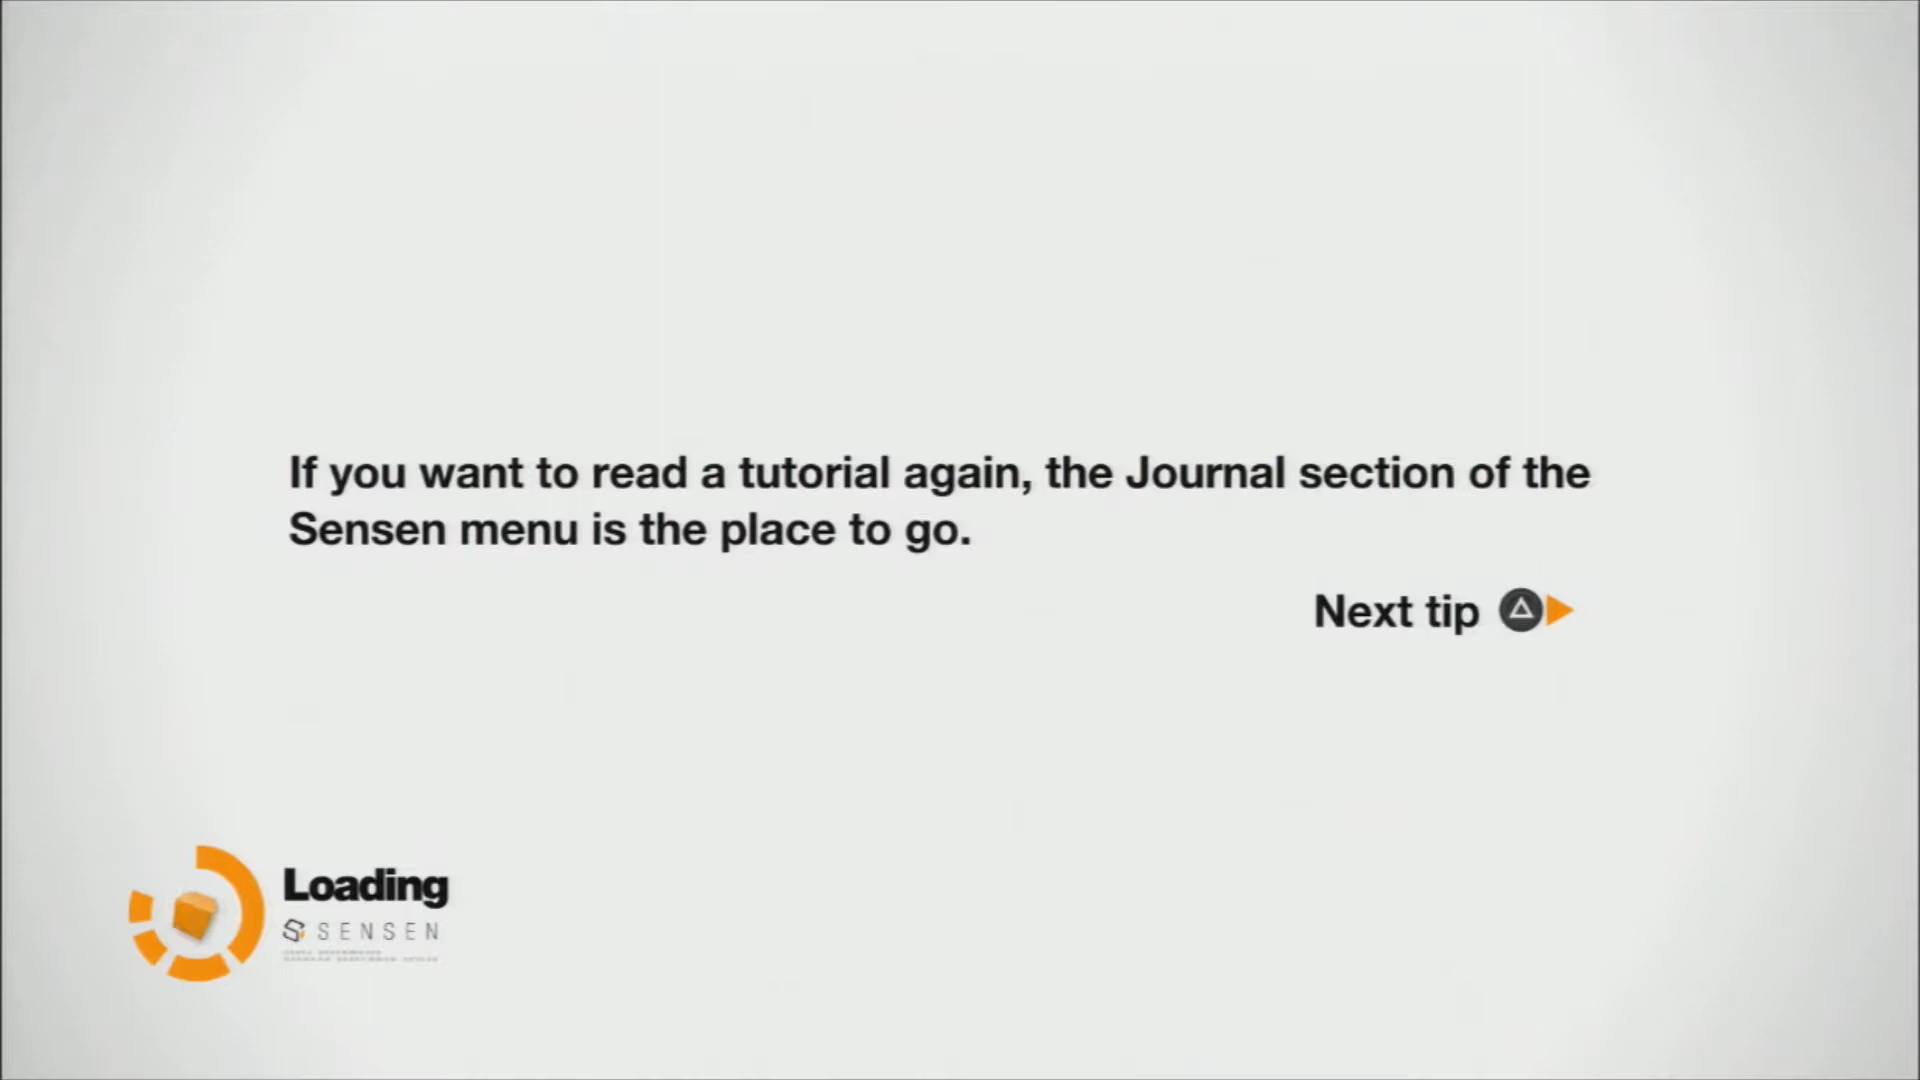 If you want to read a tutorial again, the Journal section of the
Sensen menu is the place to go.
Next tip
Loading
SENSEN